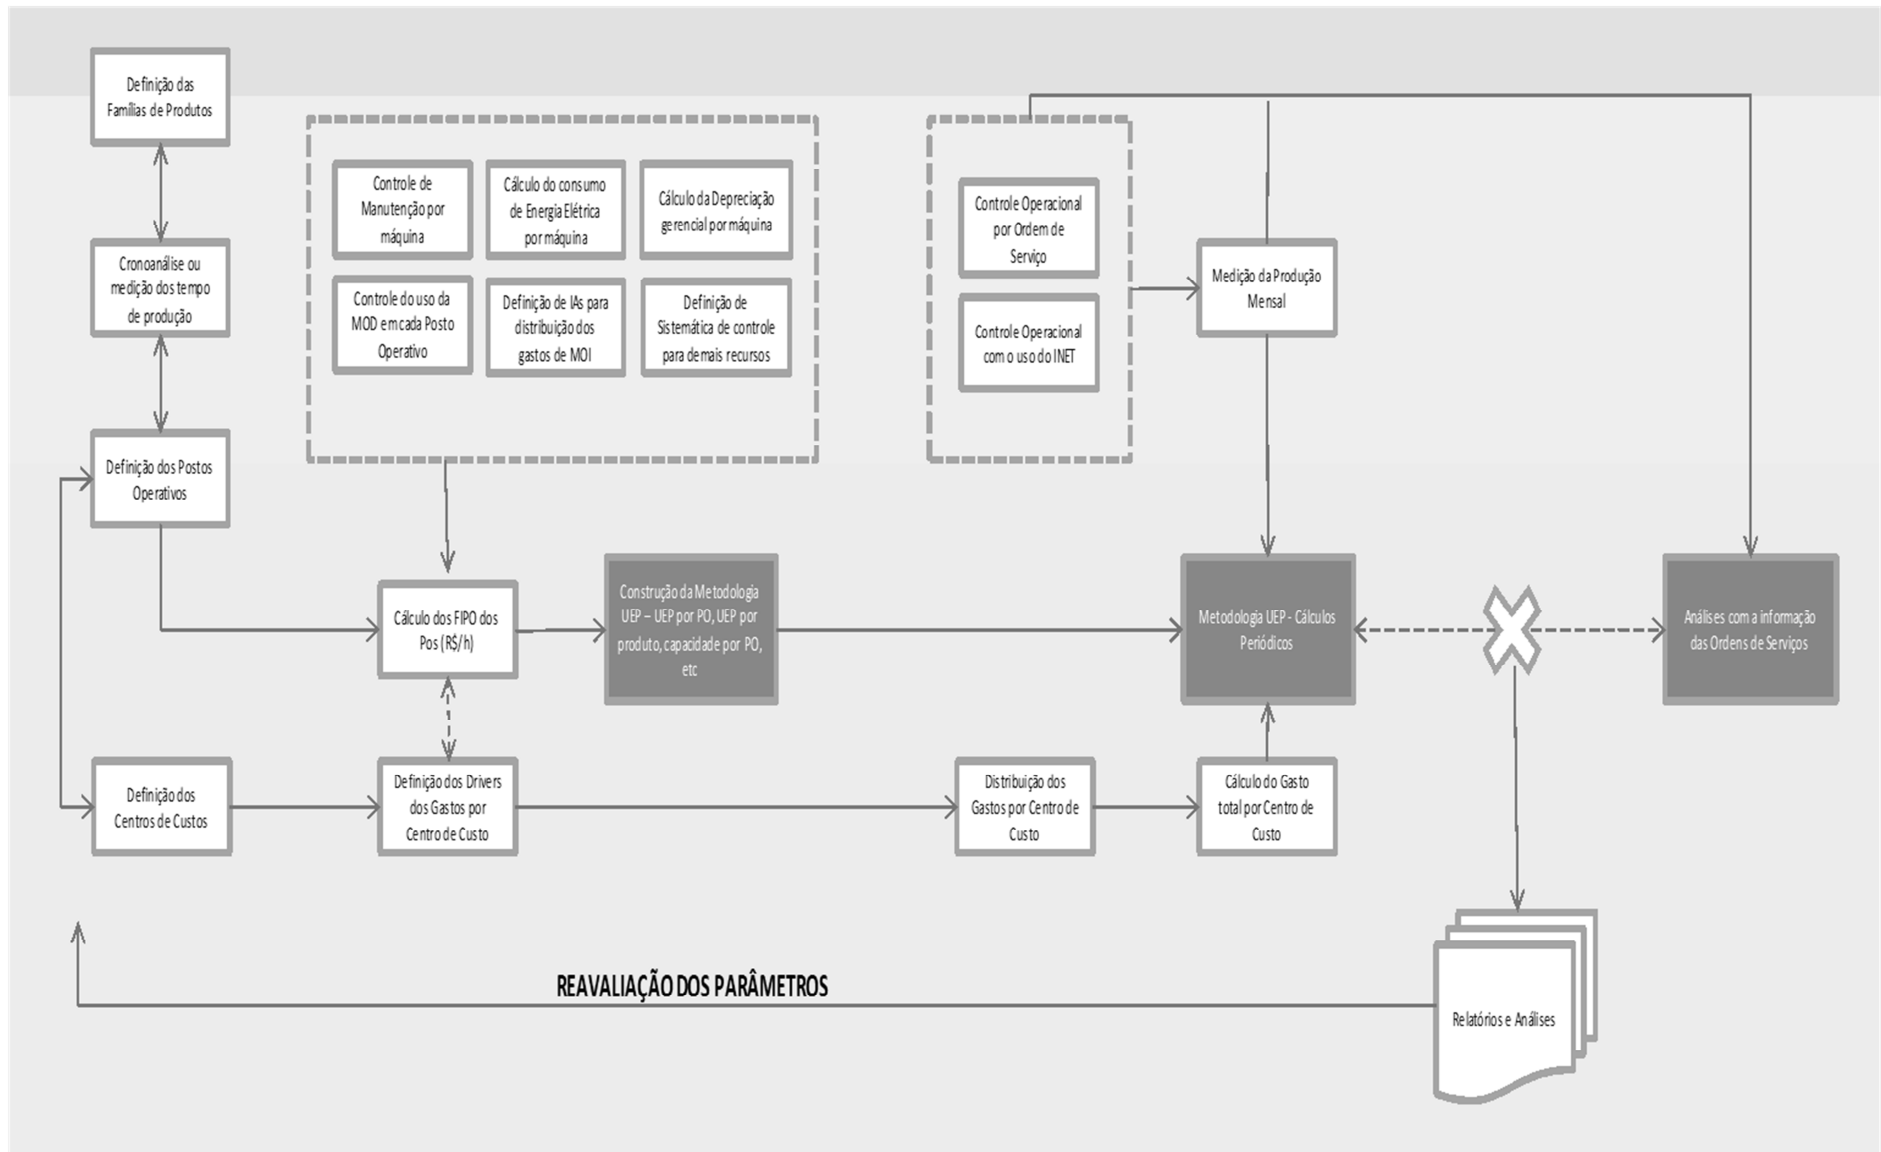 Definição das
Famílias de Produtos
Controle de
Manutenção por
máquina
Cálculo do consumo
de Energia Elétrica
por máquina
Cálculo da Depreciação
gerencial por máquina
Controle Operacional
por Ordem de
Serviço
Cronoanálise ou
medição dos tempo
de produção
Medição da Produção
Mensal
Controle do uso da
MOD em cada Posto
Operativo
Definição de IAs para
distribuição dos
gastos de MOI
Definição de
Sistemática de controle
para demais recursos
Controle Operacional
com o uso do INET
Definição dos Postos
Operativos
Cálculo dos FIPO dos
Pos (R$/h)
Construção da Metodologia
UEP – UEP por PO, UEP por
produto, capacidade por PO,
etc
Metodologia UEP - Cálculos
Periódicos
Análises com a informação
das Ordens de Serviços
Definição dos
Centros de Custos
Definição dos Drivers
dos Gastos por
Centro de Custo
Distribuição dos
Gastos por Centro de
Custo
Cálculo do Gasto
total por Centro de
Custo
REAVALIAÇÃO DOS PARÂMETROS
Relatórios e Análises